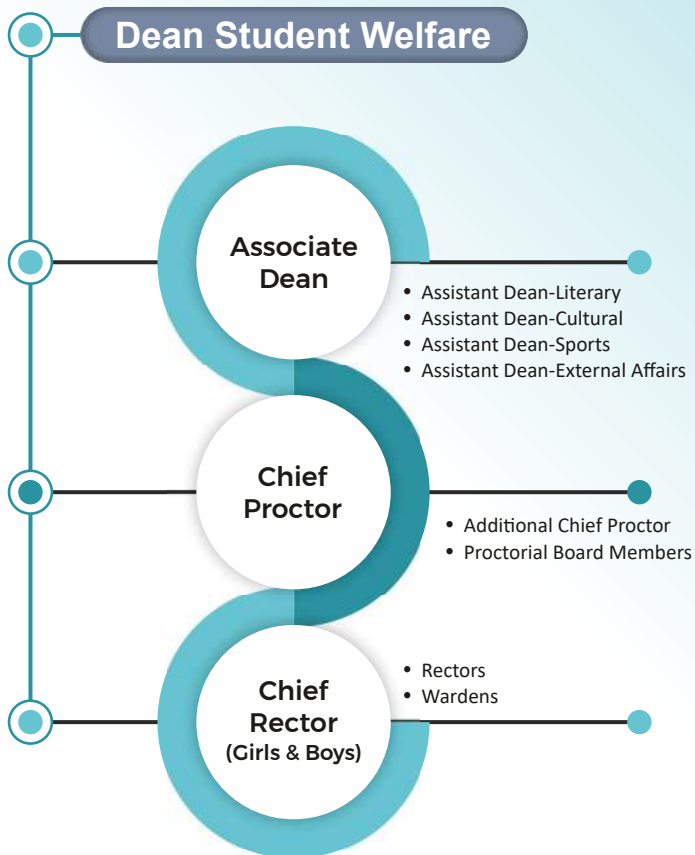 Dean Student Welfare
Associate
Dean
• Assistant Dean-Literary
• Assistant Dean-Cultural
• Assistant Dean-Sports
• Assistant Dean-External Affairs
Chief
Proctor
• Additional Chief Proctor
• Proctorial Board Members
Chief
Rector
(Girls & Boys)
• Rectors
• Wardens